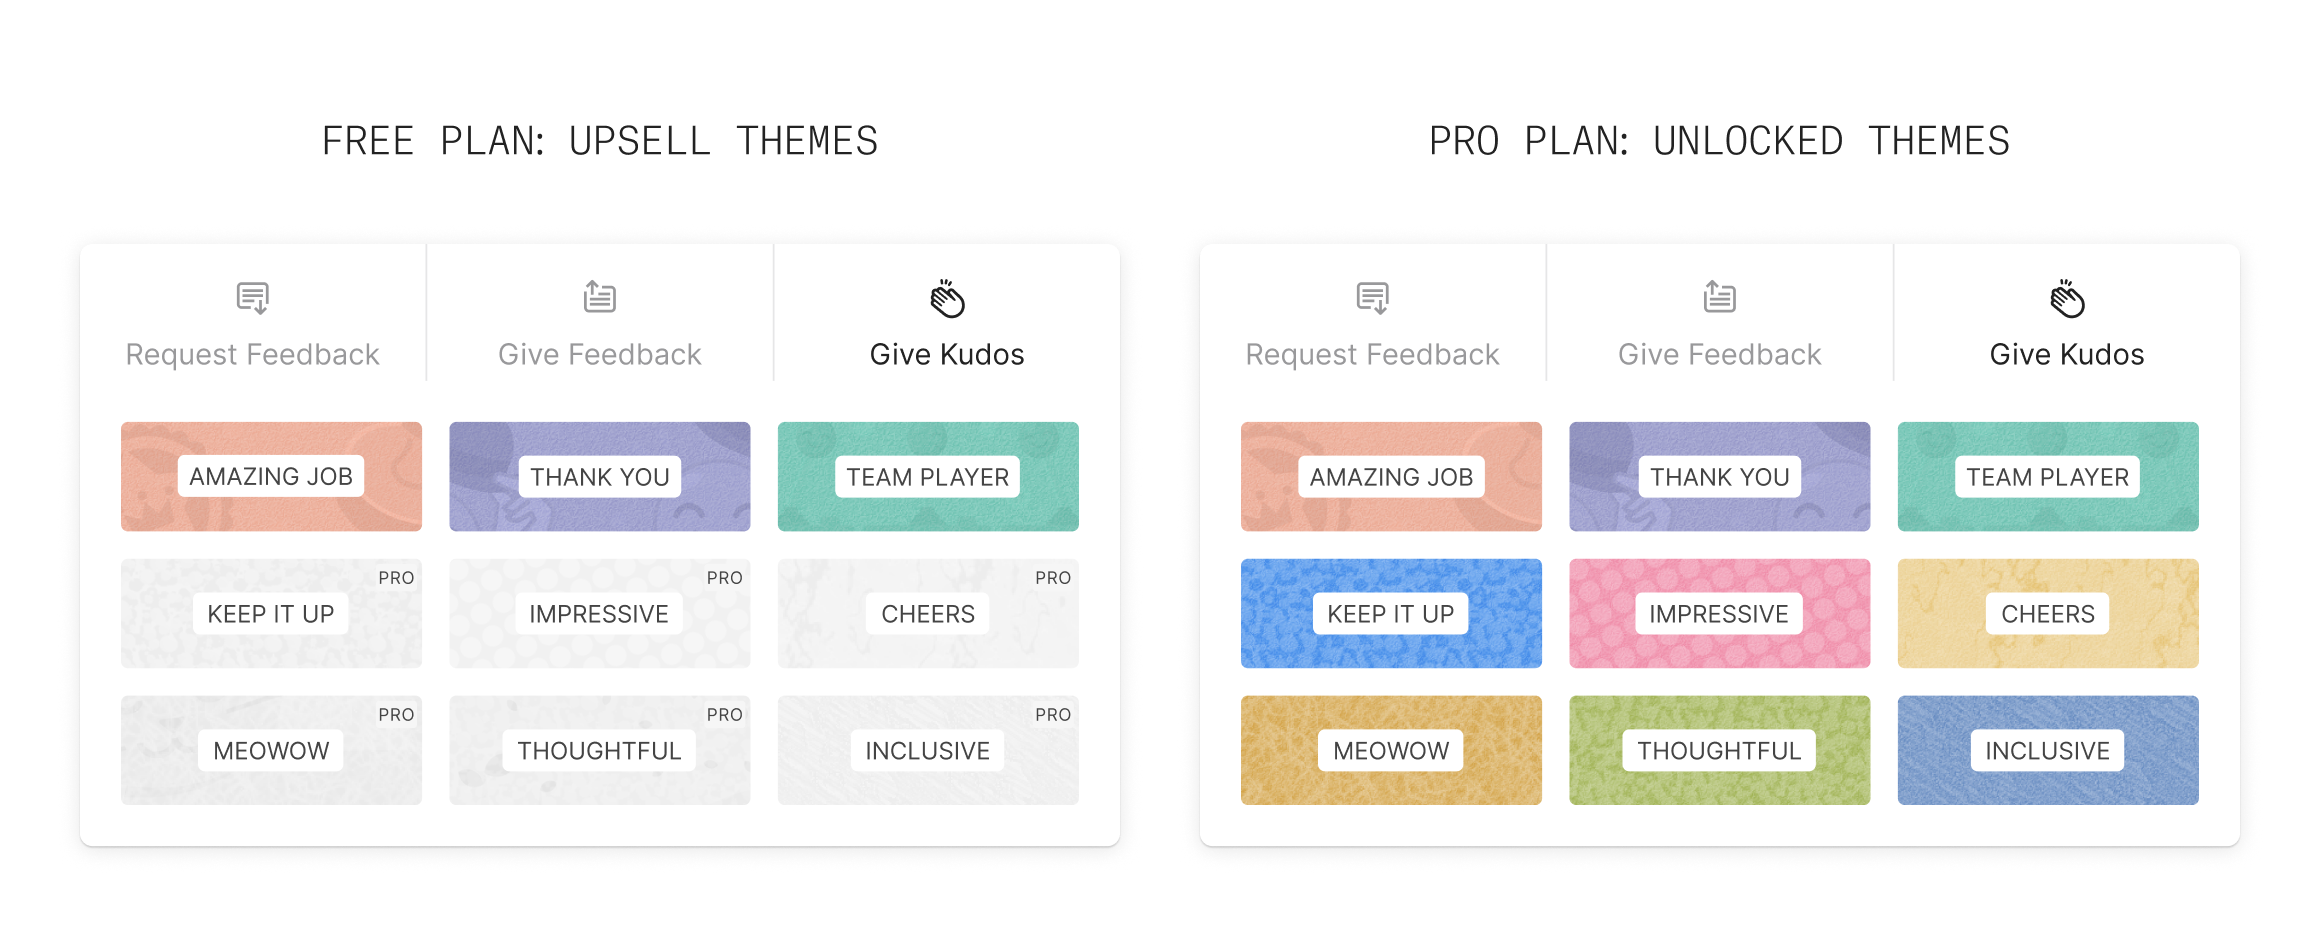 FREE PLAN: UPSELL THEMES
Request Feedback
Give Feedback
Give Kudos
AMAZING JOB
THANK YOU
TEAM PLAYER
PRO
KEEP IT UP
PRO
IMPRESSIVE
PRO
CHEERS
PRO
MEOWOW
PRO
THOUGHTFUL
PRO
INCLUSIVE
PRO PLAN: UNLOCKED THEMES
Request Feedback
Give Feedback
Give Kudos
AMAZING JOB
THANK YOU
TEAM PLAYER
KEEP IT UP
IMPRESSIVE
CHEERS
MEOWOW
THOUGHTFUL
INCLUSIVE